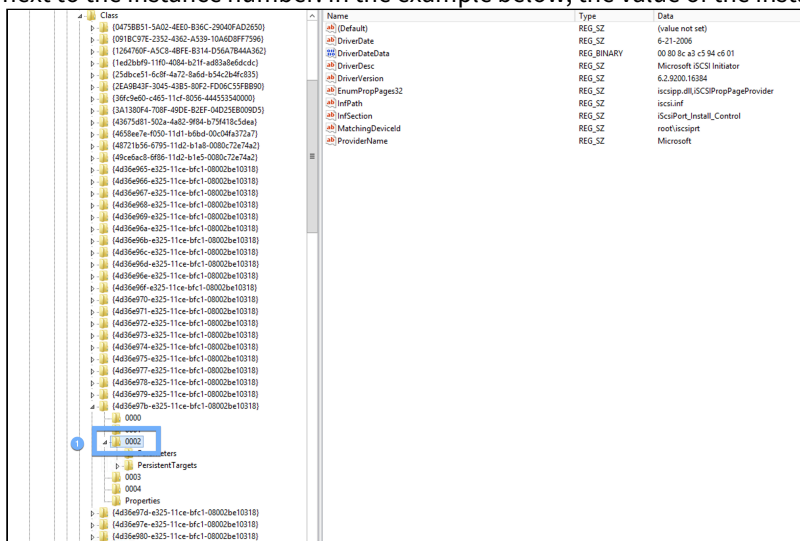 next to the instance number. In the example below, the value of the inst
Class
{0475BB51-5A02-4EE0-B36C-29040FAD2650}
{091BC97E-2352-4362-A539-10A6D8FF7596}
{1264760F-A5C8-4BFE-B314-D56A7B44A362}
{1ed2bbf9-11f0-4084-b21f-ad83a8e6dcdc}
{25dbce51-6c8f-4a72-8a6d-b54c2b4fc835}
{2EA9B43F-3045-43B5-80F2-FD06C55FBB90}
{36fc9e60-c465-11cf-8056-444553540000}
{3A1380F4-708F-49DE-B2EF-04D25EB009D5}
{43675d81-502a-4a82-9f84-b75f418c5dea}
{4658ee7e-f050-11d1-b6bd-00c04fa372a7}
{48721b56-6795-11d2-b1a8-0080c72e74a2}
{49ce6ac8-6f86-11d2-b1e5-0080c72e74a2}
{4d36e965-e325-11ce-bfc1-08002be10318}
{4d36e966-e325-11ce-bfc1-08002be10318}
{4d36e967-e325-11ce-bfc1-08002be10318}
{4d36e968-e325-11ce-bfc1-08002be10318}
{4d36e969-e325-11ce-bfc1-08002be10318}
{4d36e96a-e325-11ce-bfc1-08002be10318}
{4d36e96b-e325-11ce-bfc1-08002be10318}
{4d36e96c-e325-11ce-bfc1-08002be10318}
{4d36e96d-e325-11ce-bfc1-08002be10318}
{4d36e96e-e325-11ce-bfc1-08002be10318}
{4d36e96f-e325-11ce-bfc1-08002be10318}
{4d36e970-e325-11ce-bfc1-08002be10318}
{4d36e971-e325-11ce-bfc1-08002be10318}
{4d36e972-e325-11ce-bfc1-08002be10318}
{4d36e973-e325-11ce-bfc1-08002be10318}
{4d36e974-e325-11ce-bfc1-08002be10318}
{4d36e975-e325-11ce-bfc1-08002be10318}
{4d36e977-e325-11ce-bfc1-08002be10318}
{4d36e978-e325-11ce-bfc1-08002be10318}
{4d36e979-e325-11ce-bfc1-08002be10318}
{4d36e97b-e325-11ce-bfc1-08002be10318}
0000
0001
1 0002
Parameters
PersistentTargets
0003
0004
Properties
{4d36e97d-e325-11ce-bfc1-08002be10318}
{4d36e97e-e325-11ce-bfc1-08002be10318}
{4d36e980-e325-11ce-bfc1-08002be10318}
Name Type Data
(Default) REG_SZ (value not set)
DriverDate REG_SZ 6-21-2006
DriverDateData REG_BINARY 00 80 8c a3 c5 94 c6 01
DriverDesc REG_SZ Microsoft iSCSI Initiator
DriverVersion REG_SZ 6.2.9200.16384
EnumPropPages32 REG_SZ iscsipp.dll,iSCSIPropPageProvider
InfPath REG_SZ iscsi.inf
InfSection REG_SZ iScsiPort_Install_Control
MatchingDeviceId REG_SZ root\iscsiprt
ProviderName REG_SZ Microsoft